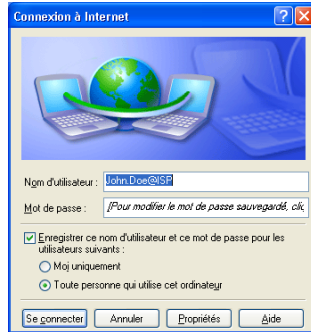 Connexion à Internet
Nom d'utilisateur :
John.Doe@ISP
Mot de passe :
[Pour modifier le mot de passe sauvegardé, clic
Enregistrer ce nom d'utilisateur et ce mot de passe pour les
utilisateurs suivants :
Moi uniquement
Toute personne qui utilise cet ordinateur
Se connecter
Annuler
Propriétés
Aide